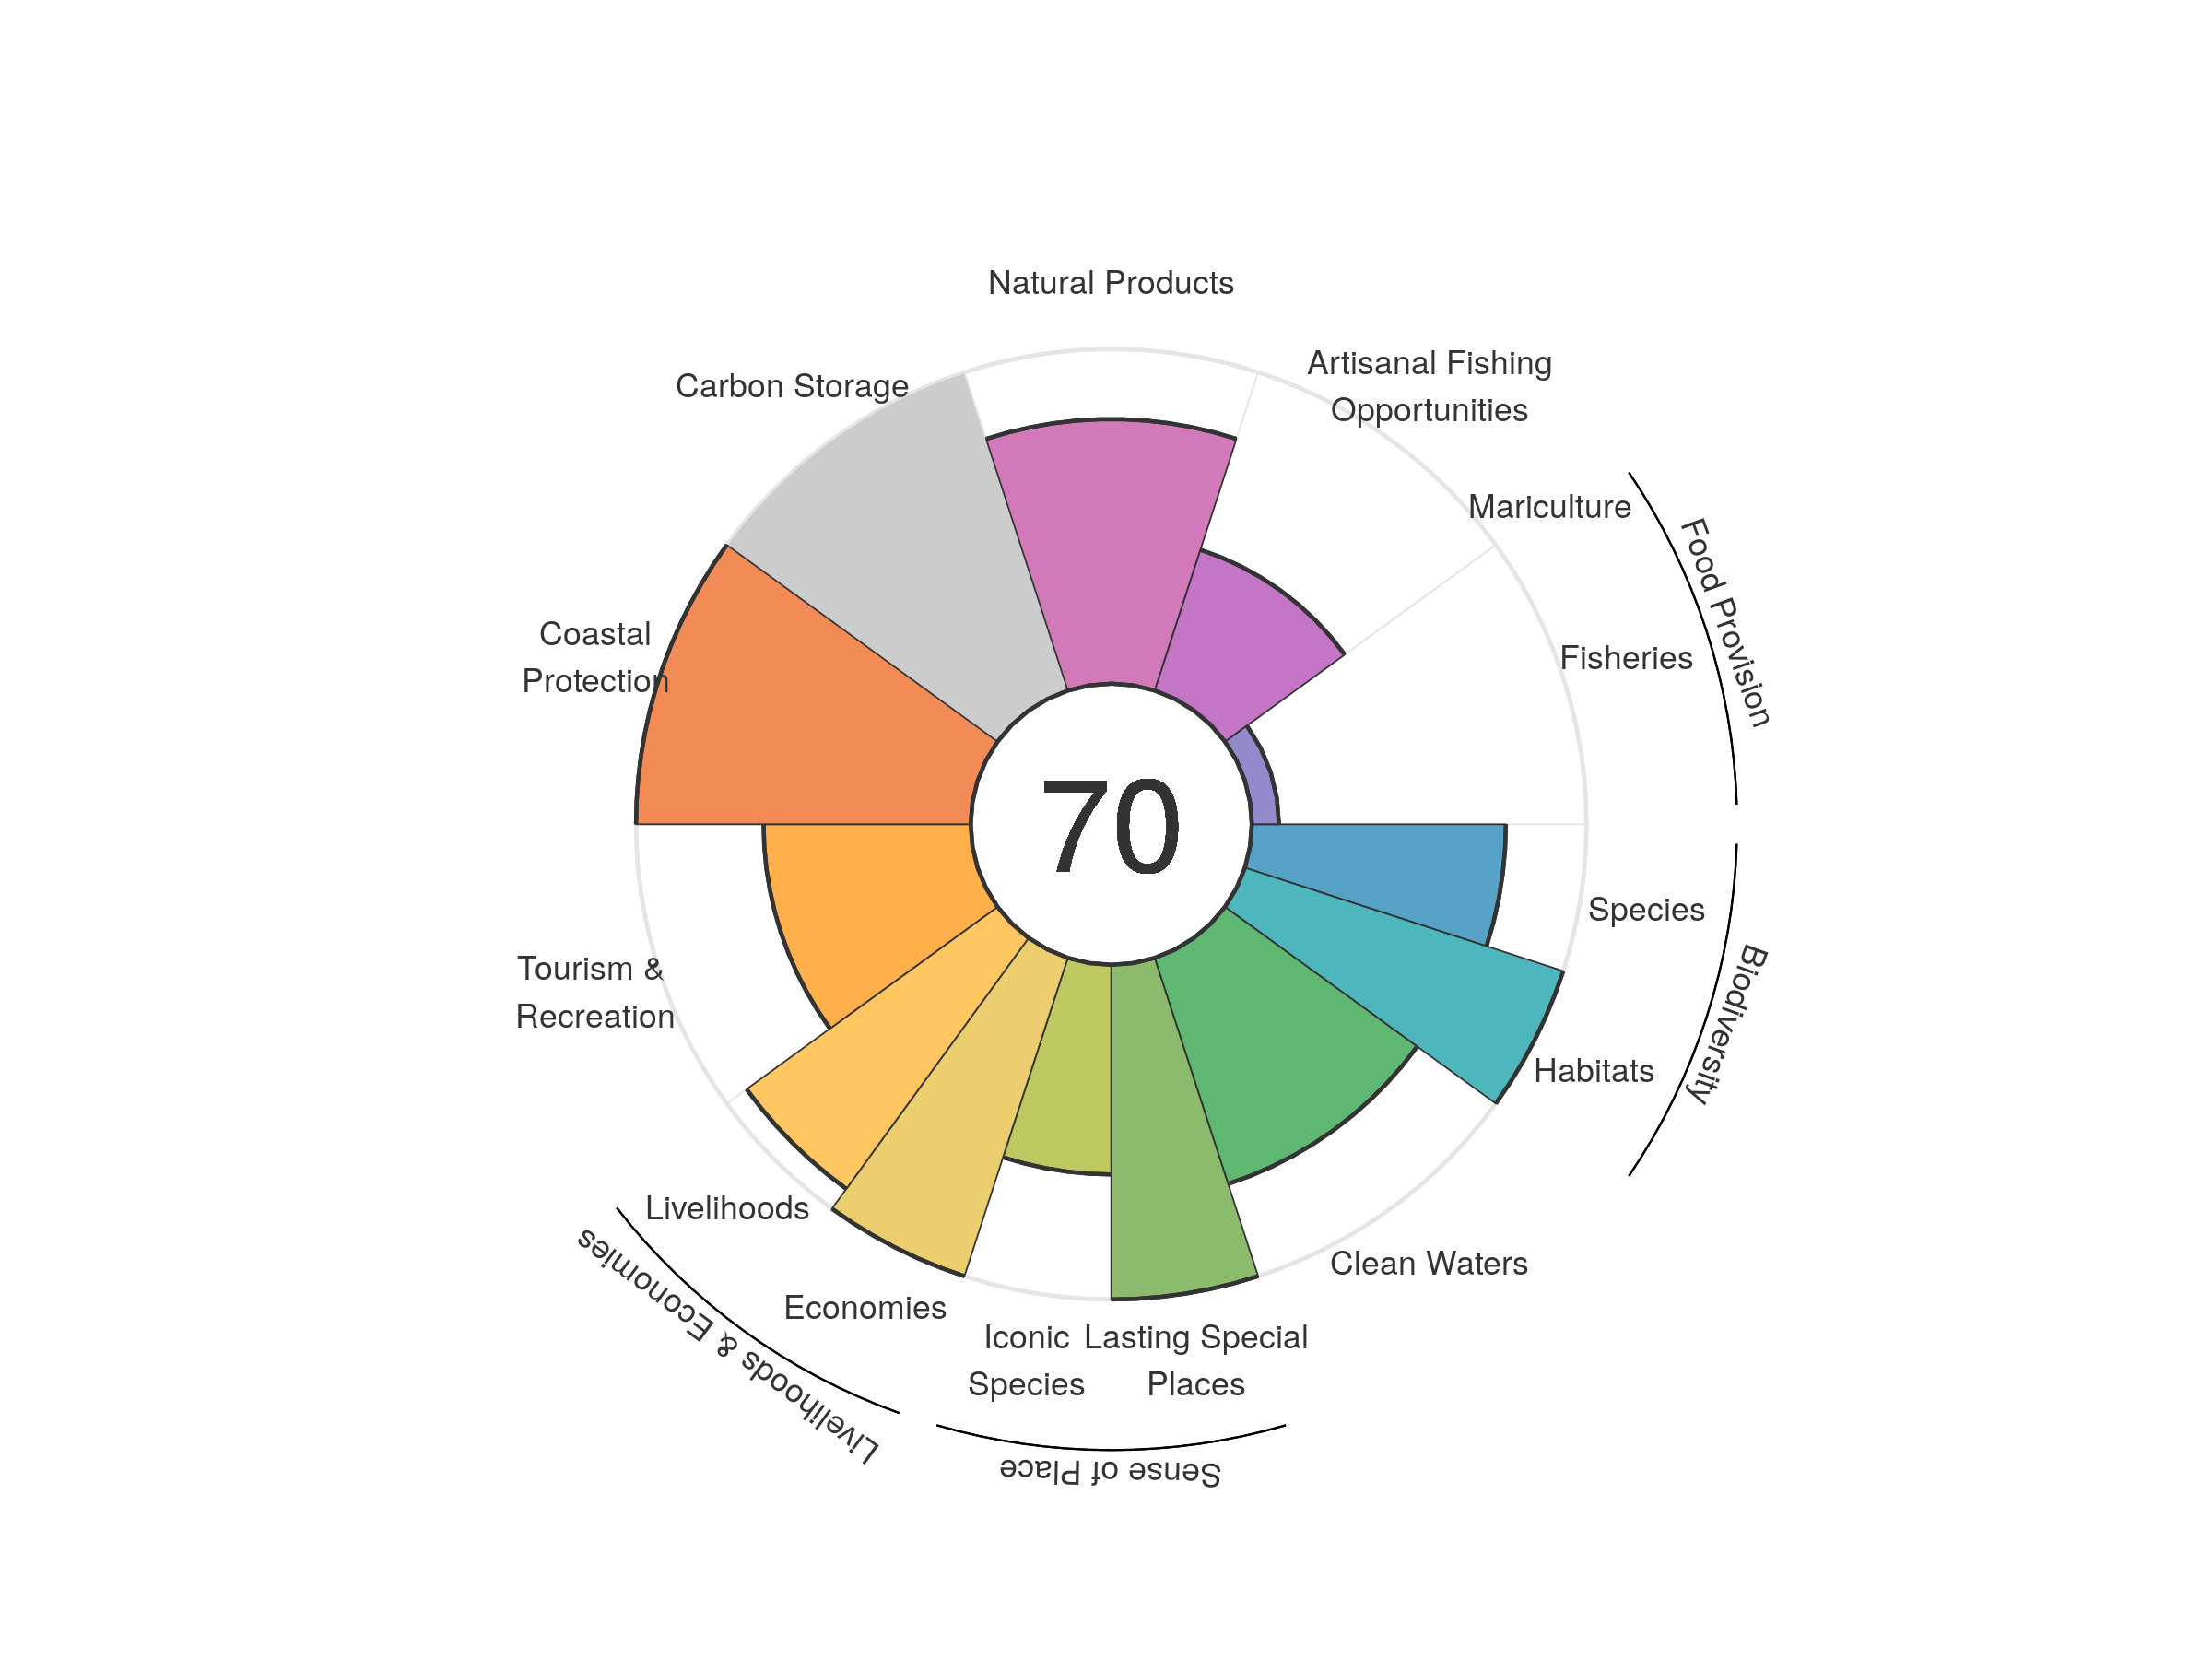 Natural Products
Artisanal Fishing
Opportunities
Carbon Storage
Mariculture
Food Provision
Coastal
Protection
Fisheries
70
Species
Biodiversity
Tourism &
Recreation
Habitats
Livelihoods
Clean Waters
Livelihoods & Economies
Economies
Iconic
Species
Lasting Special
Places
Sense of Place